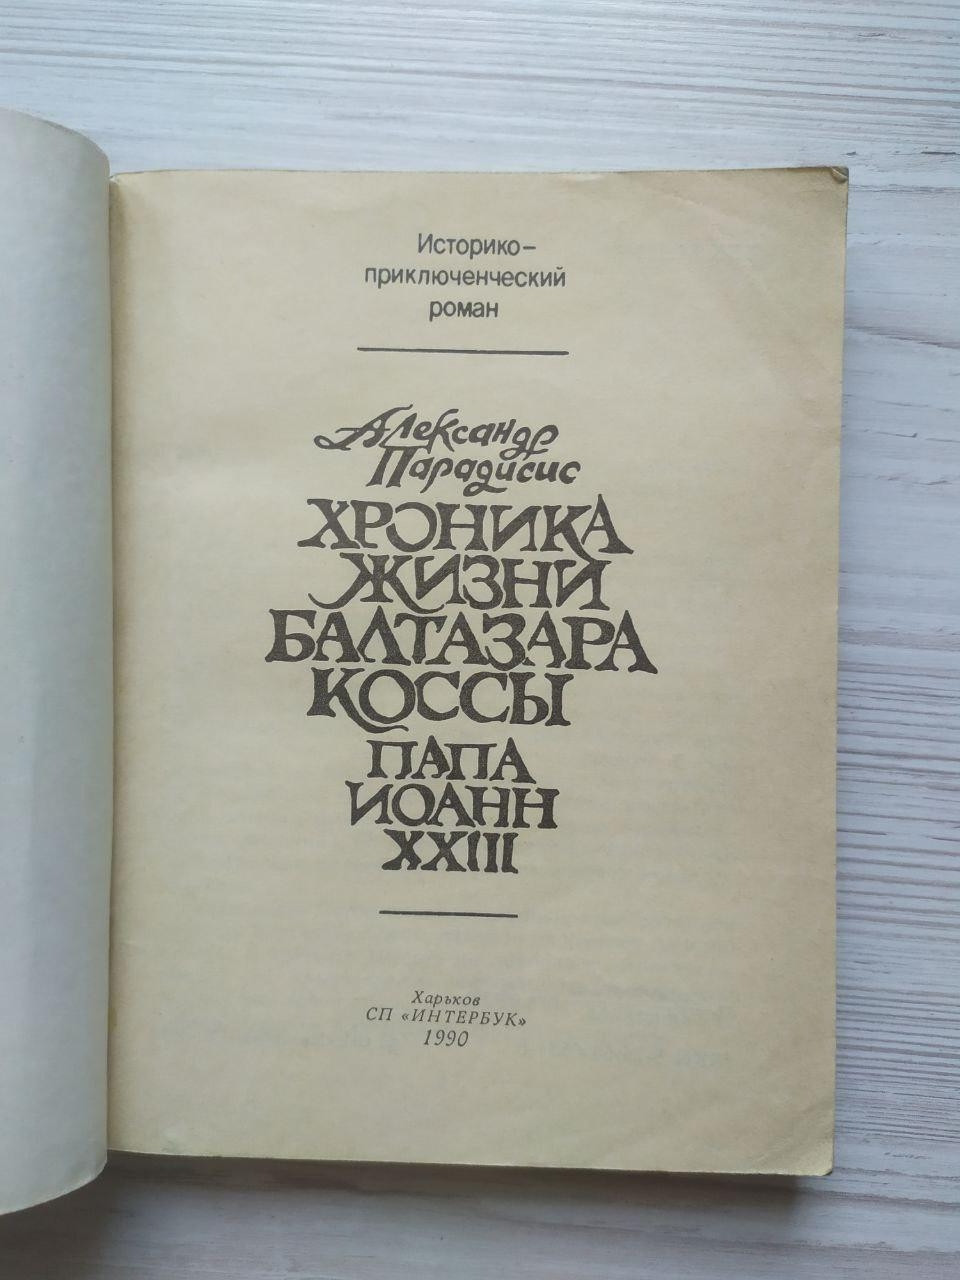 Историко-
приключенческий
роман
Александр
Парадисис
ХРОНИКА
ЖИЗНИ
БАЛТАЗАРА
КОССЫ
ПАПА
ИОАНН
XXIII
Харьков
СП «ИНТЕРБУК»
1990